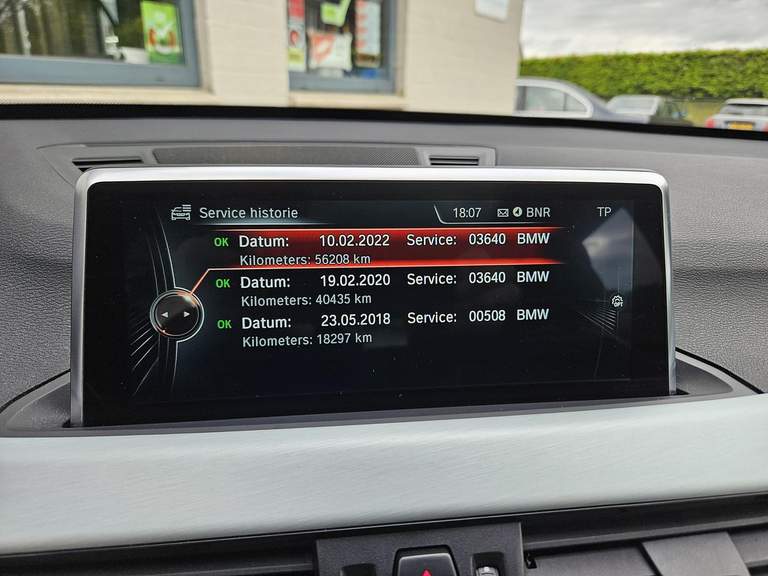 Service historie 18:07 BNR TP
OK Datum: 10.02.2022 Service: 03640 BMW
Kilometers: 56208 km
OK Datum: 19.02.2020 Service: 03640 BMW
Kilometers: 40435 km
OK Datum: 23.05.2018 Service: 00508 BMW
Kilometers: 18297 km